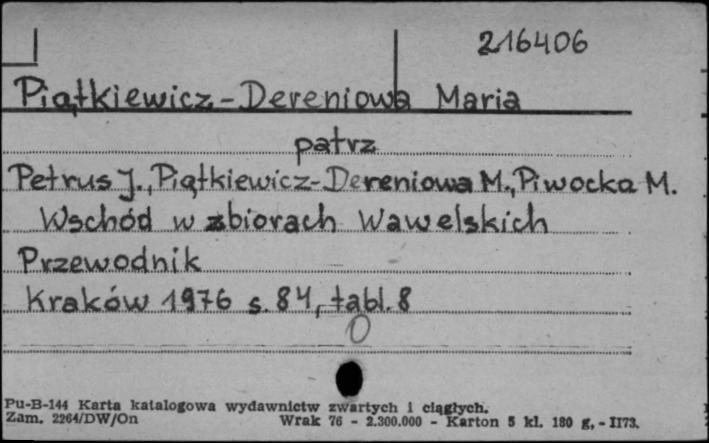 216406
Piątkiewicz-Dereniowa Maria
patrz
Petrus J., Piątkiewicz-Dereniowa M., Piwocka M.
Wschód w zbiorach Wawelskich
Przewodnik
Kraków 1976 s. 84, tabl. 8
O
Pu-B-144 Karta katalogowa wydawnictw zwartych i ciągłych.
Zam. 2264/DW/On Wrak 76 - 2.300.000 - Karton 5 kl. 180 g, - II73.